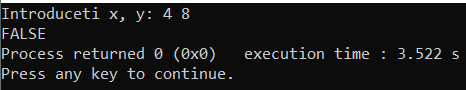 Introduceti x, y: 4 8
FALSE
Process returned 0 (0x0)   execution time : 3.522 s
Press any key to continue.